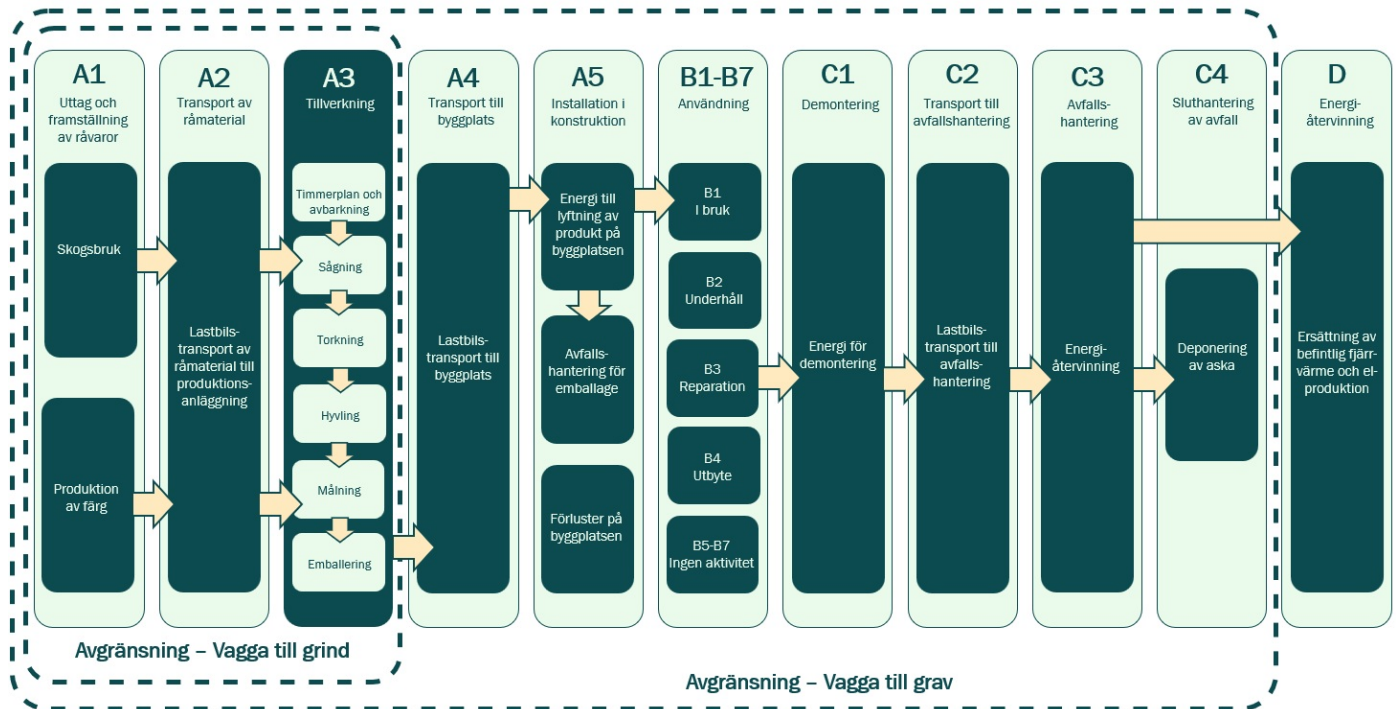 A1
Uttag och
framställning
av råvaror
Skogsbruk
Produktion
av färg
A2
Transport av
råmaterial
Lastbils-
transport av
råmaterial till
produktions-
anläggning
A3
Tillverkning
Timmerplan och
avbarkning
Sågning
Torkning
Hyvling
Målning
Emballering
A4
Transport till
byggplats
Lastbils-
transport till
byggplats
A5
Installation i
konstruktion
Energi till
lyftning av
produkt på
byggplatsen
Avfalls-
hantering för
emballage
Förluster på
byggplatsen
B1-B7
Användning
B1
I bruk
B2
Underhåll
B3
Reparation
B4
Utbyte
B5-B7
Ingen aktivitet
C1
Demontering
Energi för
demontering
C2
Transport till
avfallshantering
Lastbils-
transport till
avfalls-
hantering
C3
Avfalls-
hantering
Energi-
återvinning
C4
Sluthantering
av avfall
Deponering
av aska
D
Energi-
återvinning
Ersättning av
befintlig fjärr-
värme och el-
produktion
Avgränsning – Vagga till grind
Avgränsning – Vagga till grav